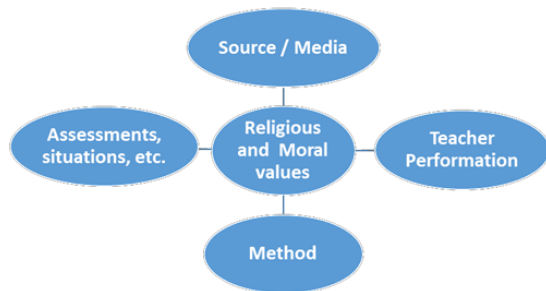 Source / Media
Assessments,
situations, etc.
Religious
and Moral
values
Teacher
Performation
Method